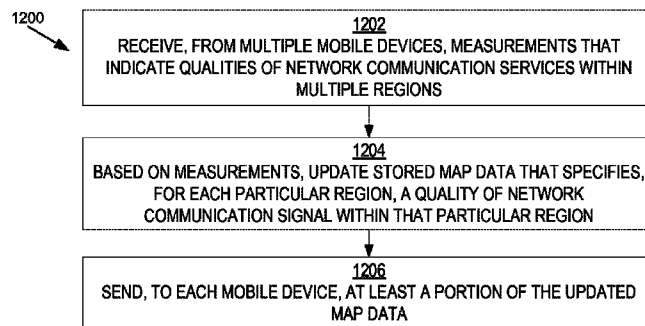 1200
1202
RECEIVE, FROM MULTIPLE MOBILE DEVICES, MEASUREMENTS THAT
INDICATE QUALITIES OF NETWORK COMMUNICATION SERVICES WITHIN
MULTIPLE REGIONS
1204
BASED ON MEASUREMENTS, UPDATE STORED MAP DATA THAT SPECIFIES,
FOR EACH PARTICULAR REGION, A QUALITY OF NETWORK
COMMUNICATION SIGNAL WITHIN THAT PARTICULAR REGION
1206
SEND, TO EACH MOBILE DEVICE, AT LEAST A PORTION OF THE UPDATED
MAP DATA